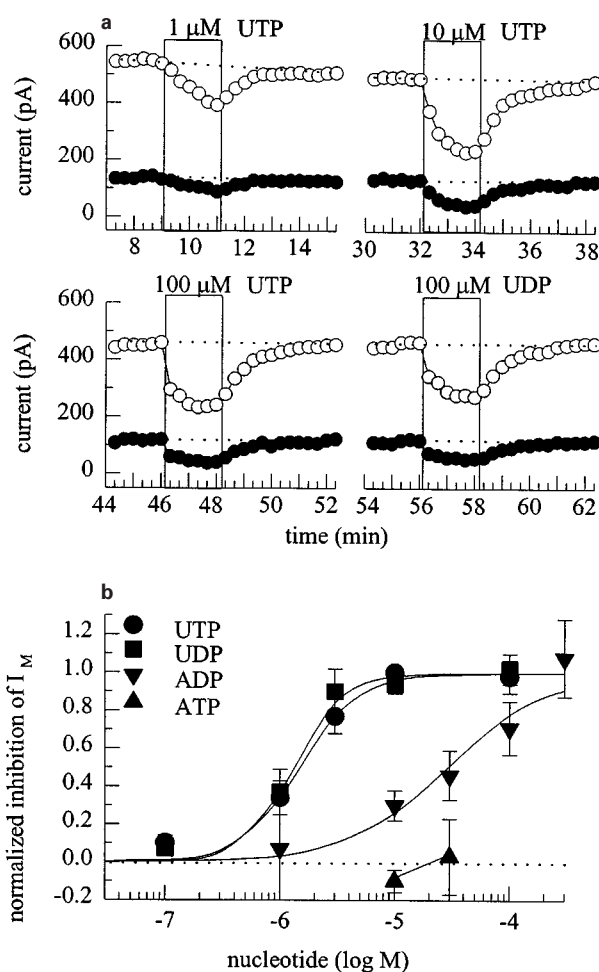 a
1 µM UTP
10 µM UTP
600
400
200
0
current (pA)
8 10 12 14
30 32 34 36 38
100 µM UTP
100 µM UDP
600
400
200
0
current (pA)
44 46 48 50 52
54 56 58 60 62
time (min)
b
UTP
UDP
ADP
ATP
1.2
1.0
0.8
0.6
0.4
0.2
0.0
-0.2
normalized inhibition of I_M
-7 -6 -5 -4
nucleotide (log M)